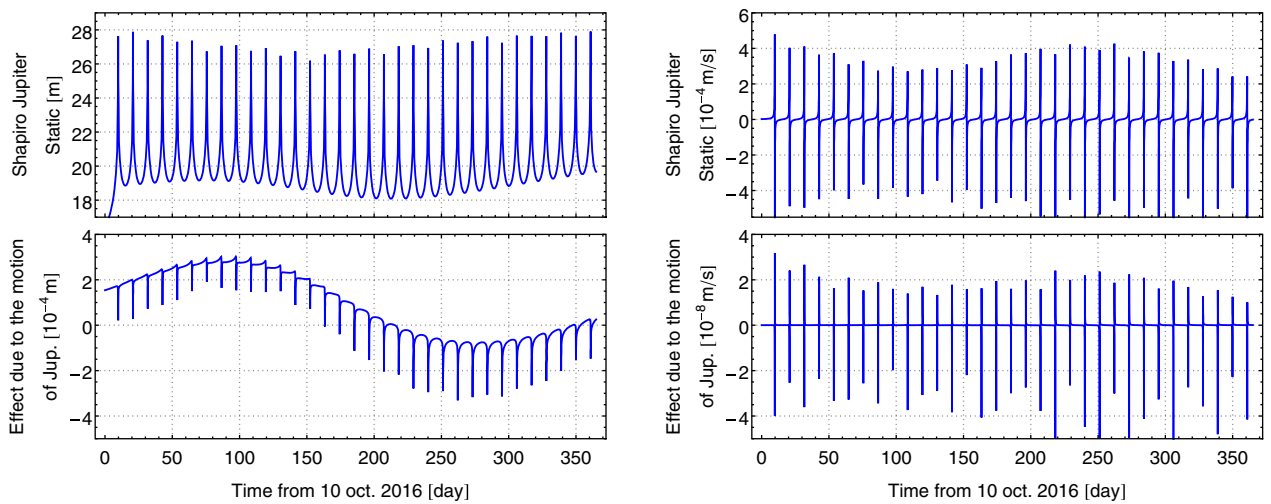 Shapiro Jupiter
Static [m]
28
26
24
22
20
18
Effect due to the motion
of Jup. [10⁻⁴ m]
4
2
0
−2
−4
0 50 100 150 200 250 300 350
Time from 10 oct. 2016 [day]
Shapiro Jupiter
Static [10⁻⁴ m/s]
6
4
2
0
−2
−4
Effect due to the motion
of Jup. [10⁻⁸ m/s]
4
2
0
−2
−4
0 50 100 150 200 250 300 350
Time from 10 oct. 2016 [day]